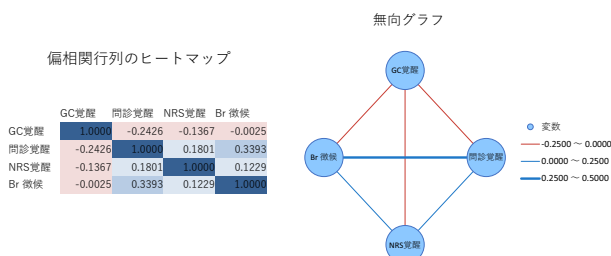 偏相関行列のヒートマップ
GC覚醒 問診覚醒 NRS覚醒 Br 徴候
GC覚醒 1.0000 -0.2426 -0.1367 -0.0025
問診覚醒 -0.2426 1.0000 0.1801 0.3393
NRS覚醒 -0.1367 0.1801 1.0000 0.1229
Br 徴候 -0.0025 0.3393 0.1229 1.0000
無向グラフ
GC覚醒
Br 徴候
問診覚醒
NRS覚醒
変数
-0.2500 ～ 0.0000
0.0000 ～ 0.2500
0.2500 ～ 0.5000